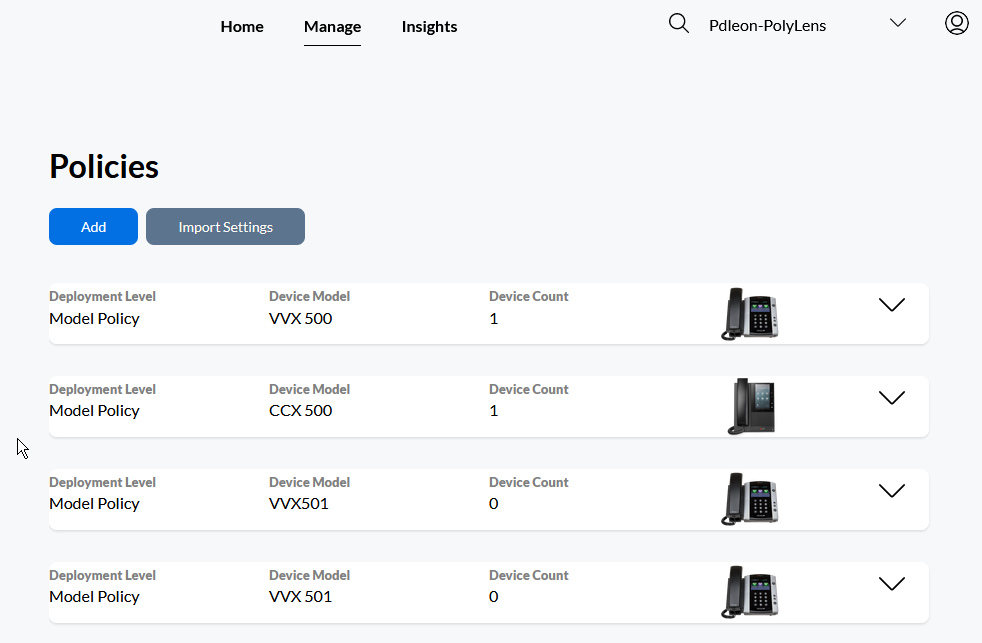 Home Manage Insights Pdleon-PolyLens
Policies
Add Import Settings
Deployment Level Device Model Device Count
Model Policy VVX 500 1
Deployment Level Device Model Device Count
Model Policy CCX 500 1
Deployment Level Device Model Device Count
Model Policy VVX501 0
Deployment Level Device Model Device Count
Model Policy VVX 501 0